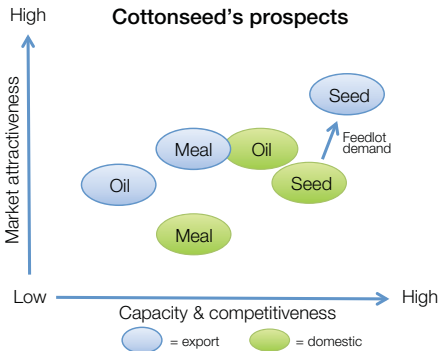 High
Cottonseed's prospects
Market attractiveness
Seed
Feedlot
demand
Meal
Oil
Oil
Seed
Meal
Low
High
Capacity & competitiveness
= export
= domestic